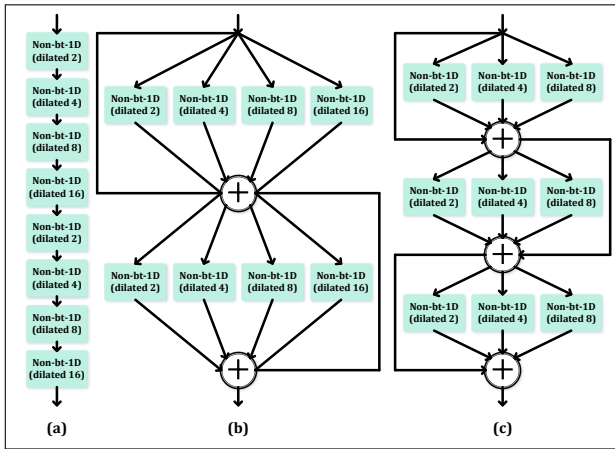 Non-bt-1D
(dilated 2)
Non-bt-1D
(dilated 4)
Non-bt-1D
(dilated 8)
Non-bt-1D
(dilated 16)
Non-bt-1D
(dilated 2)
Non-bt-1D
(dilated 4)
Non-bt-1D
(dilated 8)
Non-bt-1D
(dilated 16)
(a)
Non-bt-1D Non-bt-1D Non-bt-1D Non-bt-1D
(dilated 2) (dilated 4) (dilated 8) (dilated 16)
+
Non-bt-1D Non-bt-1D Non-bt-1D Non-bt-1D
(dilated 2) (dilated 4) (dilated 8) (dilated 16)
+
(b)
Non-bt-1D Non-bt-1D Non-bt-1D
(dilated 2) (dilated 4) (dilated 8)
+
Non-bt-1D Non-bt-1D Non-bt-1D
(dilated 2) (dilated 4) (dilated 8)
+
Non-bt-1D Non-bt-1D Non-bt-1D
(dilated 2) (dilated 4) (dilated 8)
+
(c)